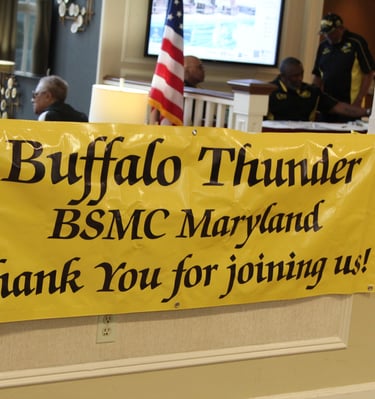 Buffalo Thunder
BSMC Maryland
hank You for joining us!